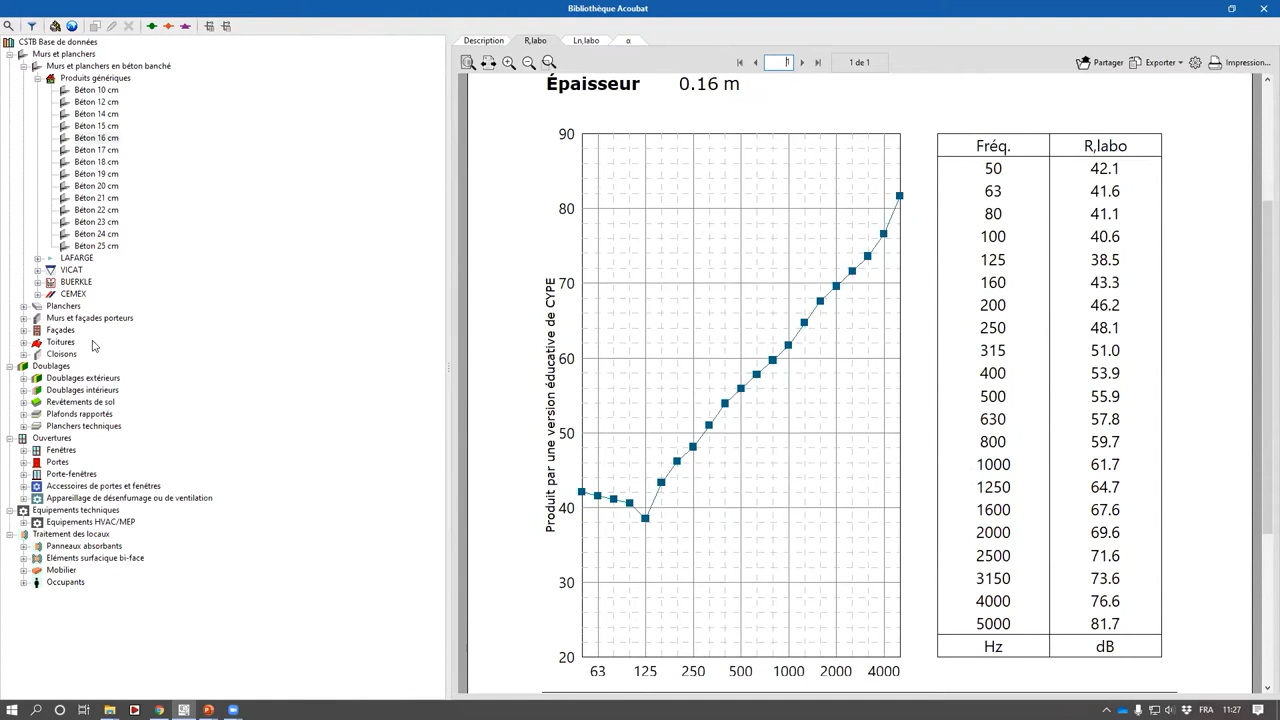 Bibliothèque Acoubat
CSTB Base de données
Murs et planchers
Murs et planchers en béton banché
Produits génériques
Béton 10 cm
Béton 12 cm
Béton 14 cm
Béton 15 cm
Béton 16 cm
Béton 17 cm
Béton 18 cm
Béton 19 cm
Béton 20 cm
Béton 21 cm
Béton 22 cm
Béton 23 cm
Béton 24 cm
Béton 25 cm
LAFARGE
VICAT
BUERKLE
CEMEX
Planchers
Murs et façades porteurs
Façades
Toitures
Cloisons
Doublages
Doublages extérieurs
Doublages intérieurs
Revêtements de sol
Plafonds rapportés
Planchers techniques
Ouvertures
Fenêtres
Portes
Porte-fenêtres
Accessoires de portes et fenêtres
Appareillage de désenfumage ou de ventilation
Equipements techniques
Equipements HVAC/MEP
Traitement des locaux
Panneaux absorbants
Eléments surfacique bi-face
Mobilier
Occupants
Description R,labo Ln,labo α
1 1 de 1 Partager Exporter Impression...
Épaisseur 0.16 m
90
80
70
60
50
40
30
20
63 125 250 500 1000 2000 4000
Produit par une version éducative de CYPE
Fréq. R,labo
50 42.1
63 41.6
80 41.1
100 40.6
125 38.5
160 43.3
200 46.2
250 48.1
315 51.0
400 53.9
500 55.9
630 57.8
800 59.7
1000 61.7
1250 64.7
1600 67.6
2000 69.6
2500 71.6
3150 73.6
4000 76.6
5000 81.7
Hz dB
FRA 11:27